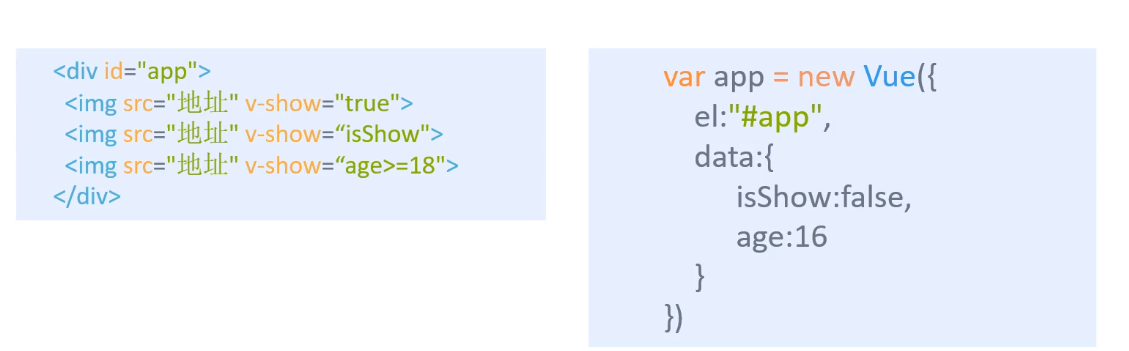 <div id="app">
<img src="地址" v-show="true">
<img src="地址" v-show=“isShow">
<img src="地址" v-show=“age>=18">
</div>
var app = new Vue({
el:"#app",
data:{
isShow:false,
age:16
}
})